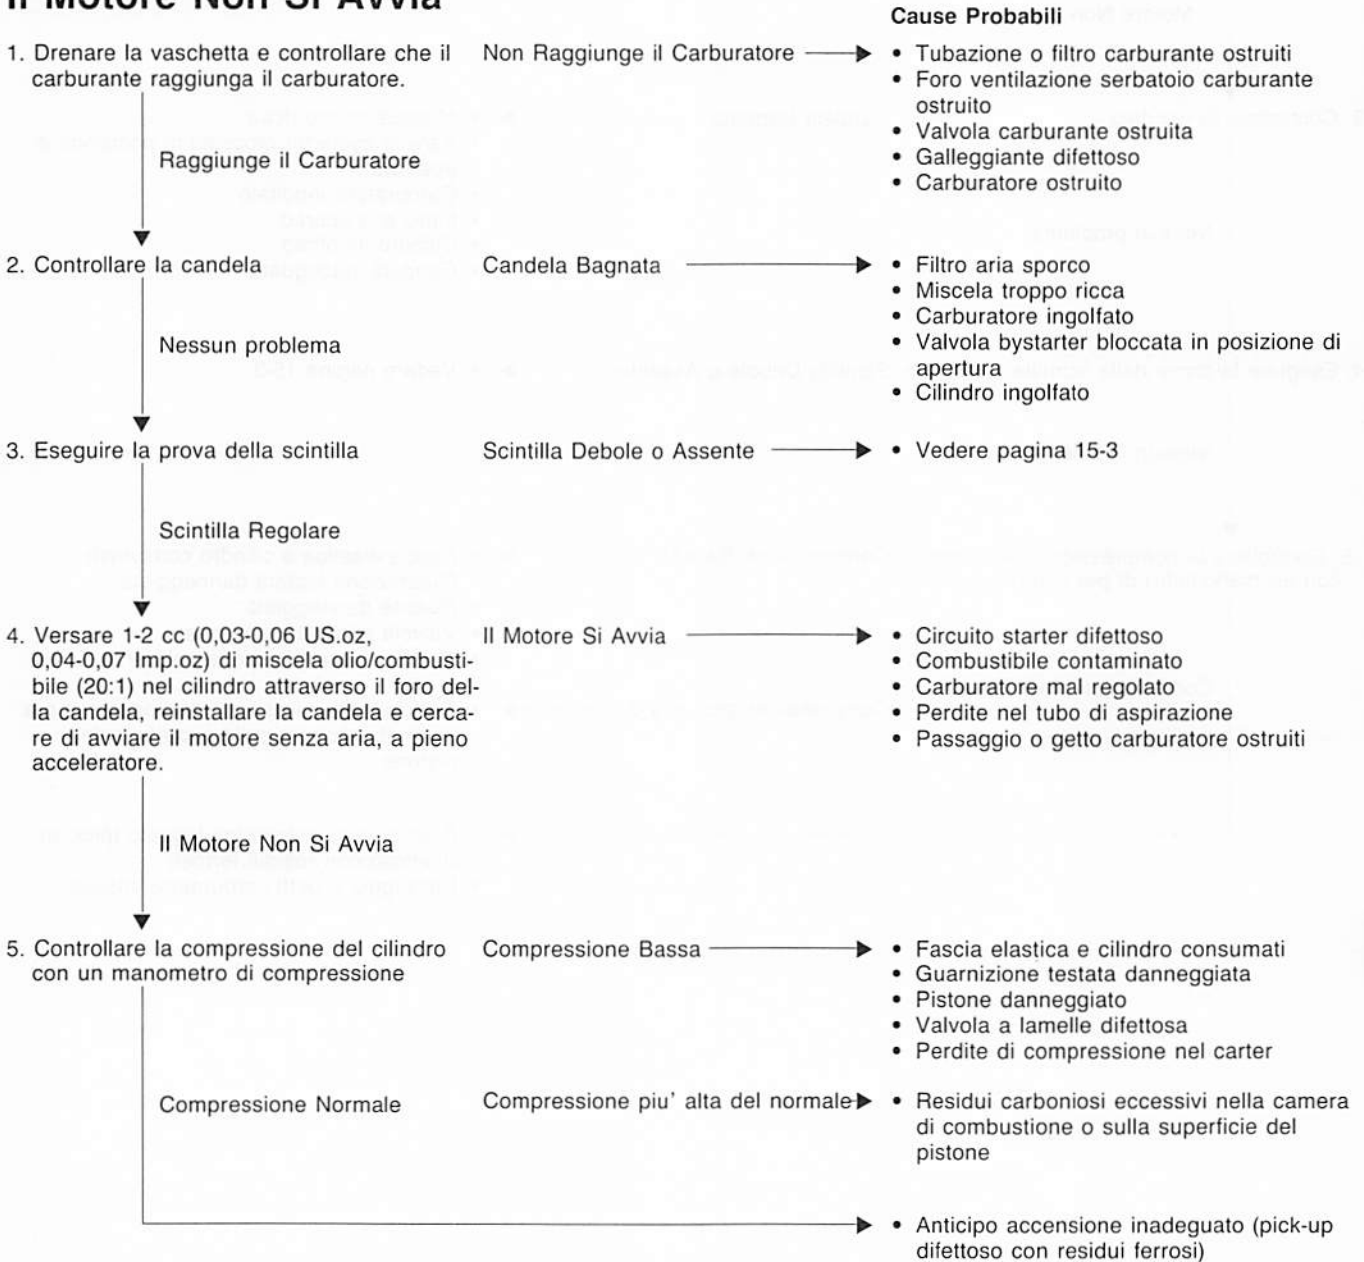 Il Motore Non Si Avvia
Cause Probabili
1. Drenare la vaschetta e controllare che il
carburante raggiunga il carburatore.
Non Raggiunge il Carburatore
• Tubazione o filtro carburante ostruiti
• Foro ventilazione serbatoio carburante
ostruito
• Valvola carburante ostruita
• Galleggiante difettoso
• Carburatore ostruito
Raggiunge il Carburatore
2. Controllare la candela
Candela Bagnata
• Filtro aria sporco
• Miscela troppo ricca
• Carburatore ingolfato
• Valvola bystarter bloccata in posizione di
apertura
• Cilindro ingolfato
Nessun problema
3. Eseguire la prova della scintilla
Scintilla Debole o Assente
• Vedere pagina 15-3
Scintilla Regolare
4. Versare 1-2 cc (0,03-0,06 US.oz,
0,04-0,07 Imp.oz) di miscela olio/combusti-
bile (20:1) nel cilindro attraverso il foro del-
la candela, reinstallare la candela e cerca-
re di avviare il motore senza aria, a pieno
acceleratore.
Il Motore Si Avvia
• Circuito starter difettoso
• Combustibile contaminato
• Carburatore mal regolato
• Perdite nel tubo di aspirazione
• Passaggio o getto carburatore ostruiti
Il Motore Non Si Avvia
5. Controllare la compressione del cilindro
con un manometro di compressione
Compressione Bassa
• Fascia elastica e cilindro consumati
• Guarnizione testata danneggiata
• Pistone danneggiato
• Valvola a lamelle difettosa
• Perdite di compressione nel carter
Compressione Normale
Compressione piu' alta del normale
• Residui carboniosi eccessivi nella camera
di combustione o sulla superficie del
pistone
• Anticipo accensione inadeguato (pick-up
difettoso con residui ferrosi)